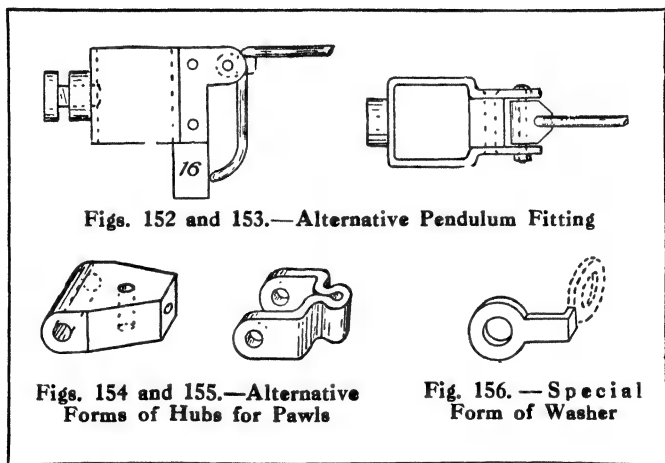 16
Figs. 152 and 153.—Alternative Pendulum Fitting
Figs. 154 and 155.—Alternative
Forms of Hubs for Pawls
Fig. 156. — Special
Form of Washer